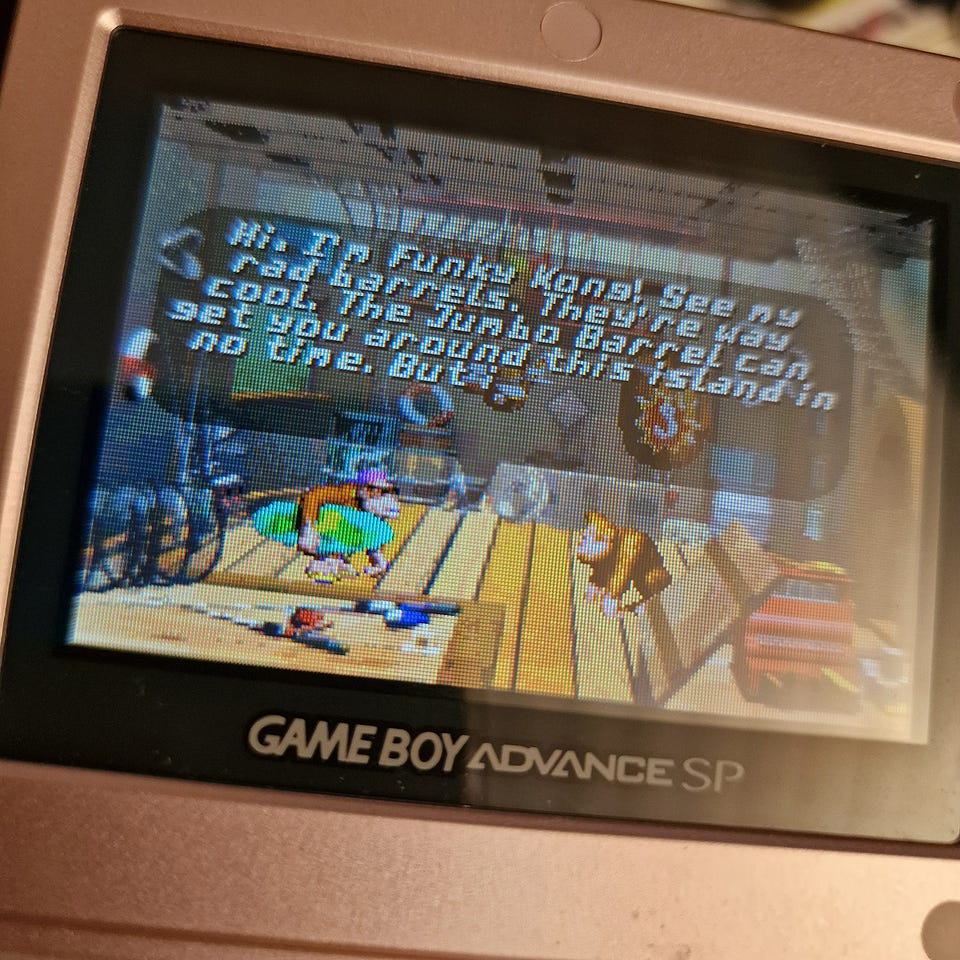 Hi. I'm Funky Kong! See my
rad barrels. They're way,
cool. The Jumbo Barrel can
get you around this island in
no time. But...
GAME BOY ADVANCE SP